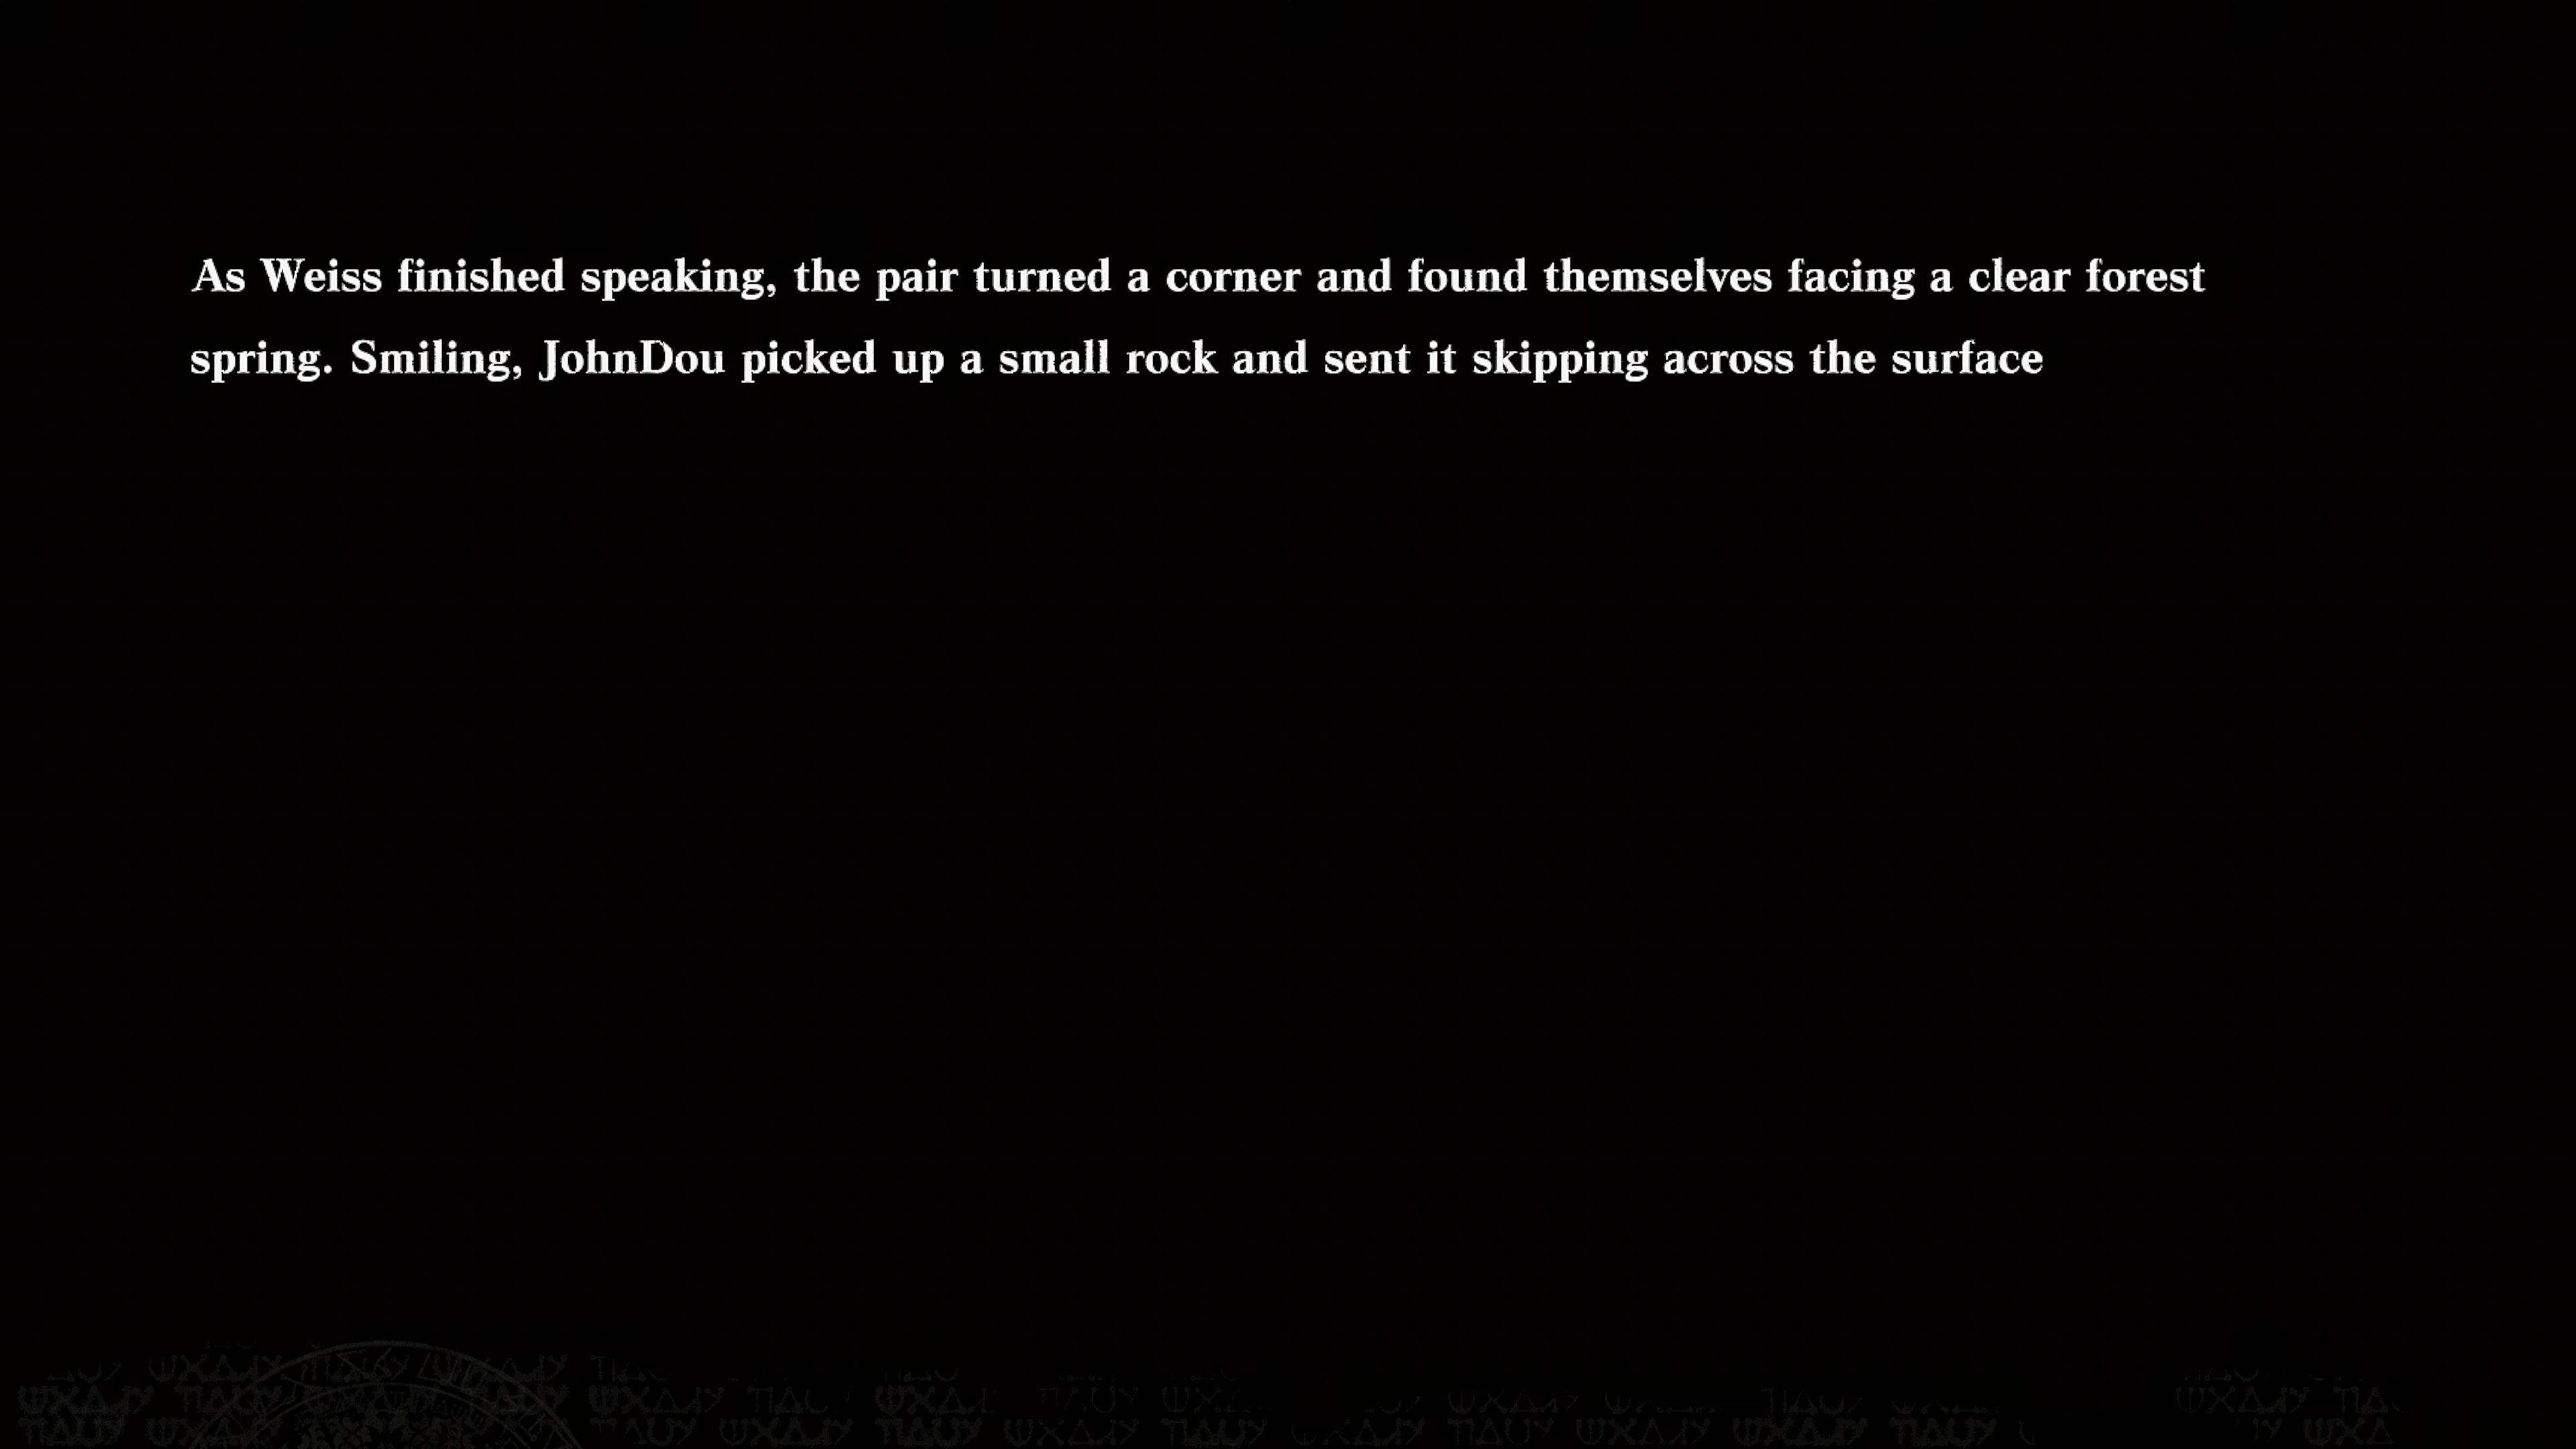 As Weiss finished speaking, the pair turned a corner and found themselves facing a clear forest
spring. Smiling, JohnDou picked up a small rock and sent it skipping across the surface